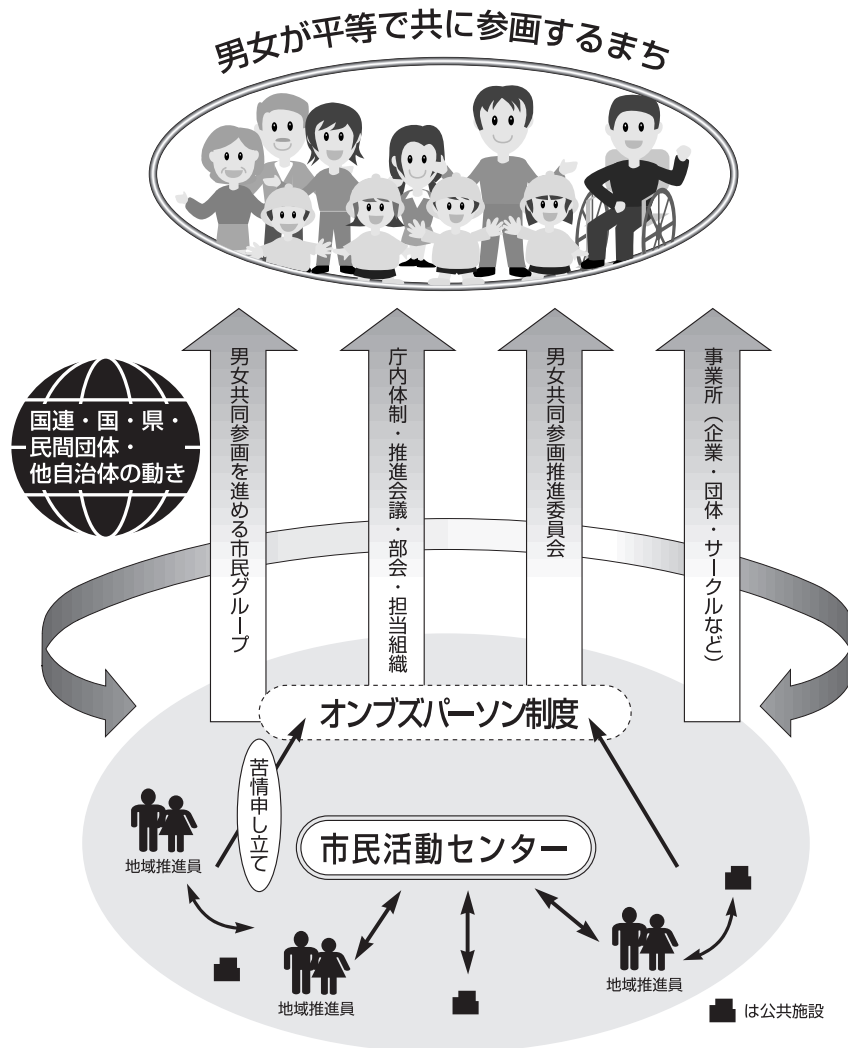 男女が平等で共に参画するまち
国連・国・県・
民間団体・
他自治体の動き
男女共同参画を進める市民グループ
庁内体制・推進会議・部会・担当組織
男女共同参画推進委員会
事業所（企業・団体・サークルなど）
オンブズパーソン制度
苦情申し立て
市民活動センター
地域推進員
地域推進員
地域推進員
は公共施設